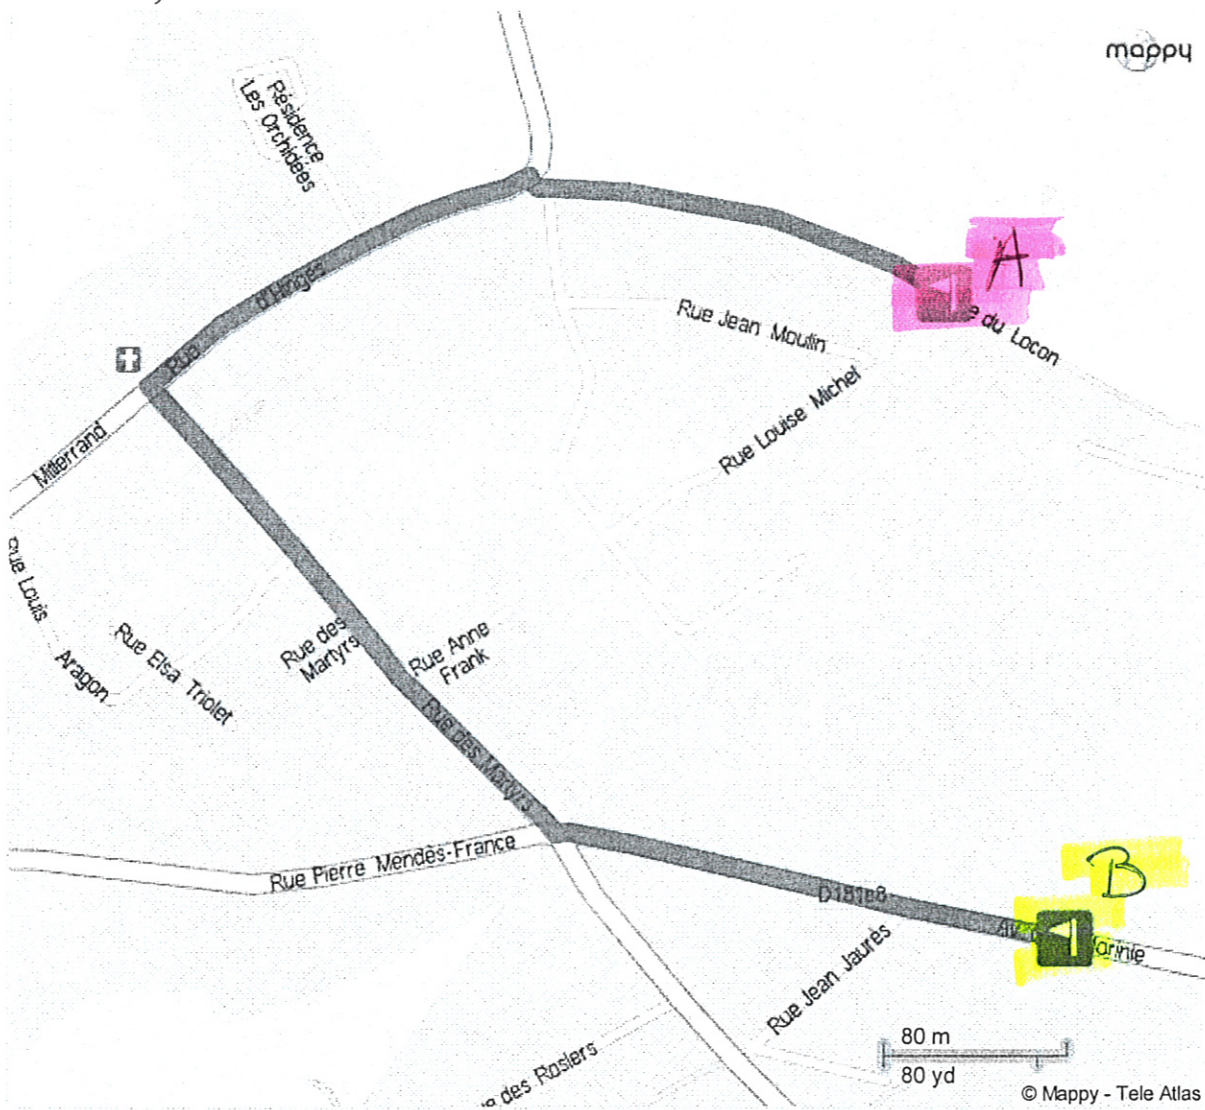 mappy
Résidence
Les Orchidées
A
Rue d'Hinges
Rue Jean Moulin
du Locon
Rue Louise Michel
Mitterrand
Rue Louis
Aragon
Rue Elsa Triolet
Rue des
Martyrs
Rue Anne
Frank
Rue des Martyrs
Rue Pierre Mendès-France
B
D181e8
Rue Jean Jaurès
des Rosiers
80 m
80 yd
© Mappy - Tele Atlas